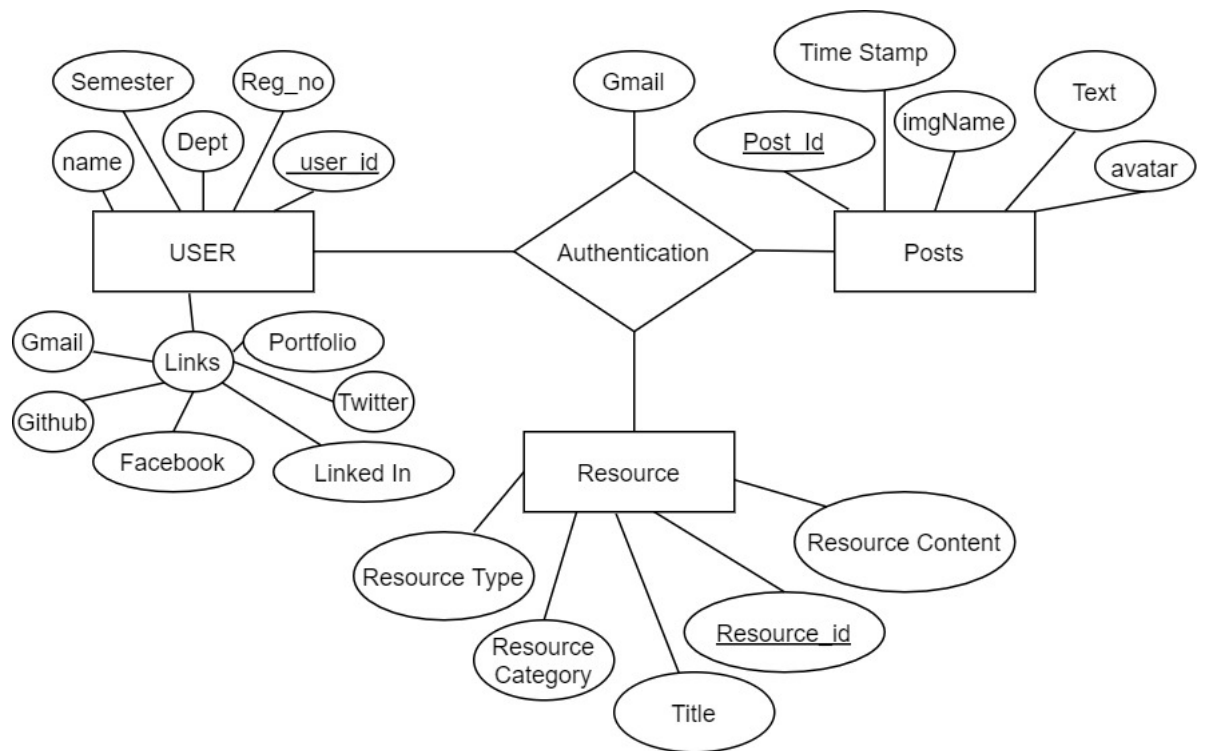 Time Stamp
Semester
Reg_no
Gmail
Text
imgName
Dept
Post_Id
name
_user_id
avatar
USER
Authentication
Posts
Gmail
Portfolio
Links
Twitter
Github
Facebook
Linked In
Resource
Resource Content
Resource Type
Resource_id
Resource
Category
Title